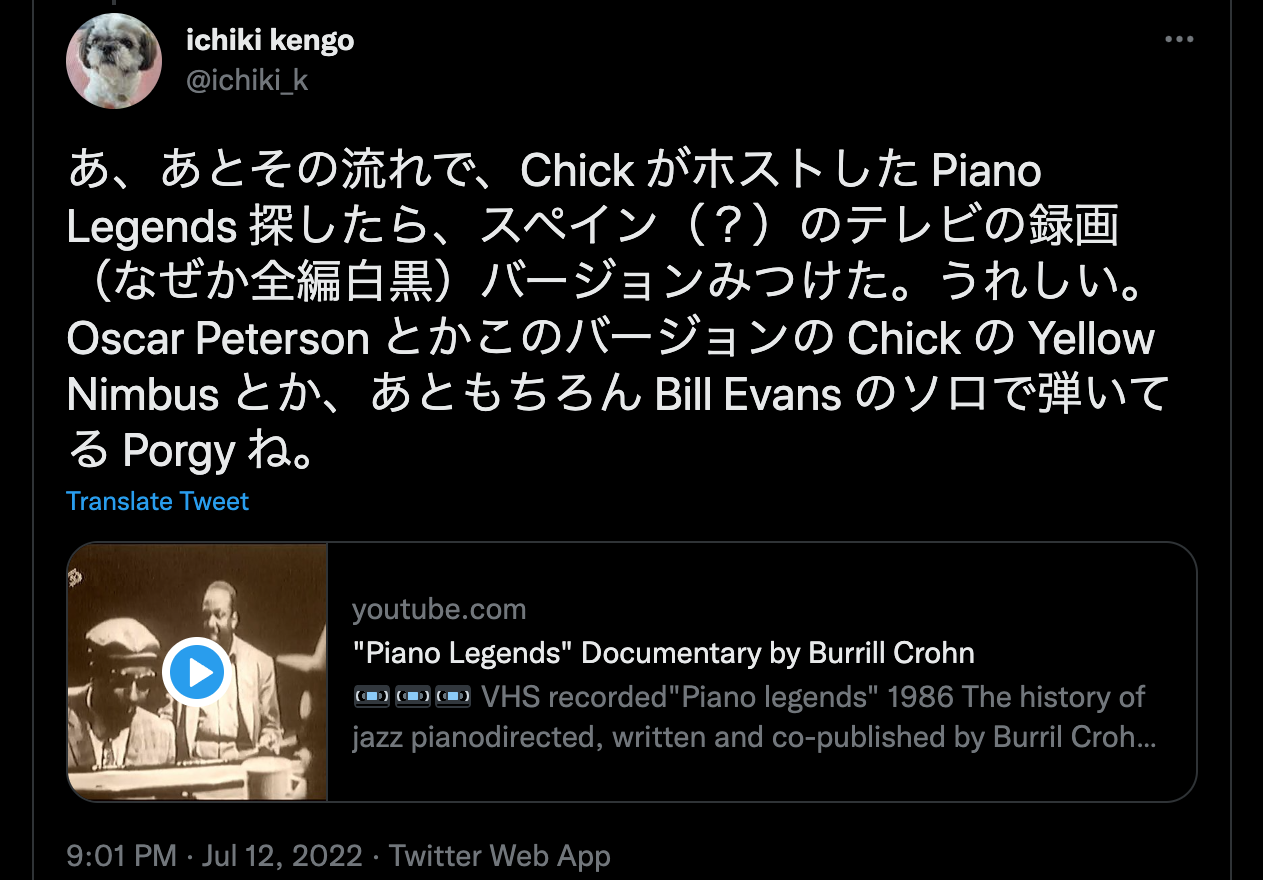 ichiki kengo
@ichiki_k
あ、あとその流れで、Chick がホストした Piano
Legends 探したら、スペイン（？）のテレビの録画
（なぜか全編白黒）バージョンみつけた。うれしい。
Oscar Peterson とかこのバージョンの Chick の Yellow
Nimbus とか、あともちろん Bill Evans のソロで弾いて
る Porgy ね。
Translate Tweet
youtube.com
"Piano Legends" Documentary by Burrill Crohn
📼📼📼 VHS recorded"Piano legends" 1986 The history of
jazz pianodirected, written and co-published by Burril Croh...
9:01 PM · Jul 12, 2022 · Twitter Web App